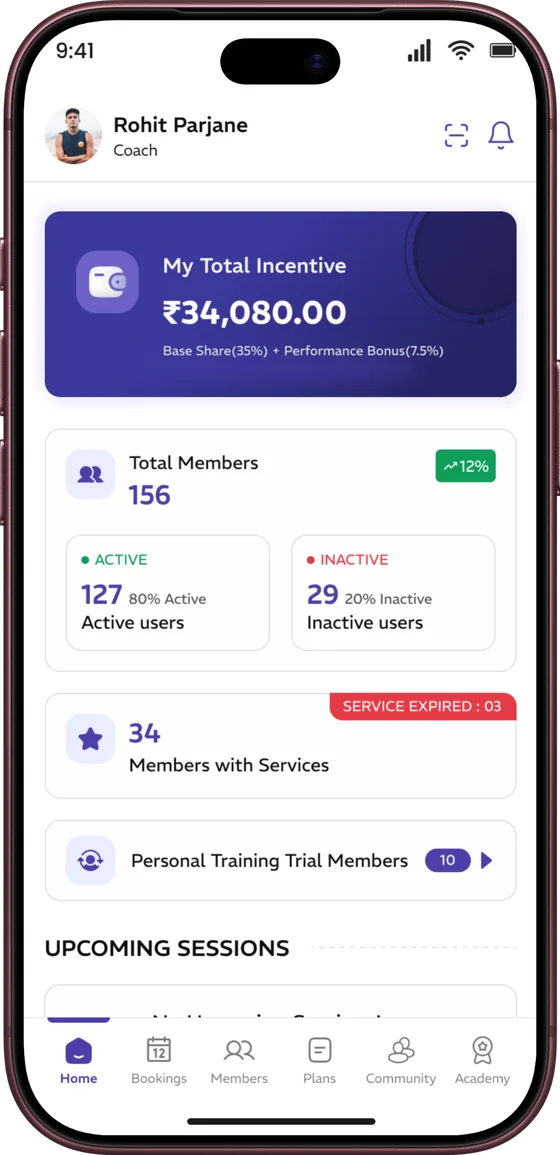 9:41
Rohit Parjane
Coach
My Total Incentive
₹34,080.00
Base Share(35%) + Performance Bonus(7.5%)
Total Members
12%
156
ACTIVE
127 80% Active
Active users
INACTIVE
29 20% Inactive
Inactive users
SERVICE EXPIRED : 03
34
Members with Services
Personal Training Trial Members 10
UPCOMING SESSIONS
12
Home Bookings Members Plans Community Academy